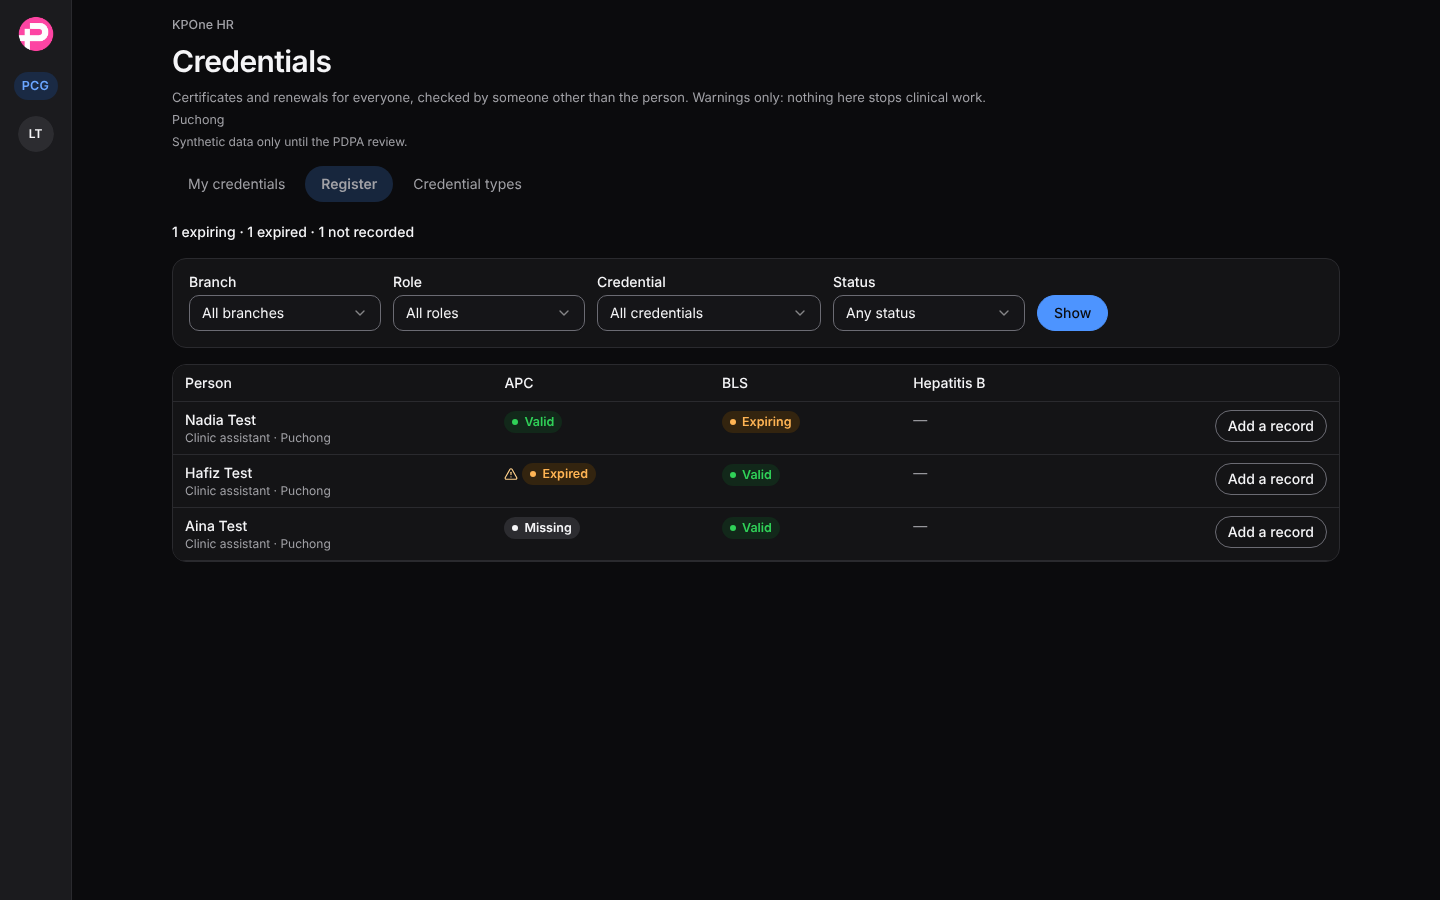 KPOne HR
PCG
LT
Credentials
Certificates and renewals for everyone, checked by someone other than the person. Warnings only: nothing here stops clinical work.
Puchong
Synthetic data only until the PDPA review.
My credentials Register Credential types
1 expiring · 1 expired · 1 not recorded
Branch Role Credential Status
All branches All roles All credentials Any status Show
Person APC BLS Hepatitis B
Nadia Test Valid Expiring — Add a record
Clinic assistant · Puchong
Hafiz Test Expired Valid — Add a record
Clinic assistant · Puchong
Aina Test Missing Valid — Add a record
Clinic assistant · Puchong